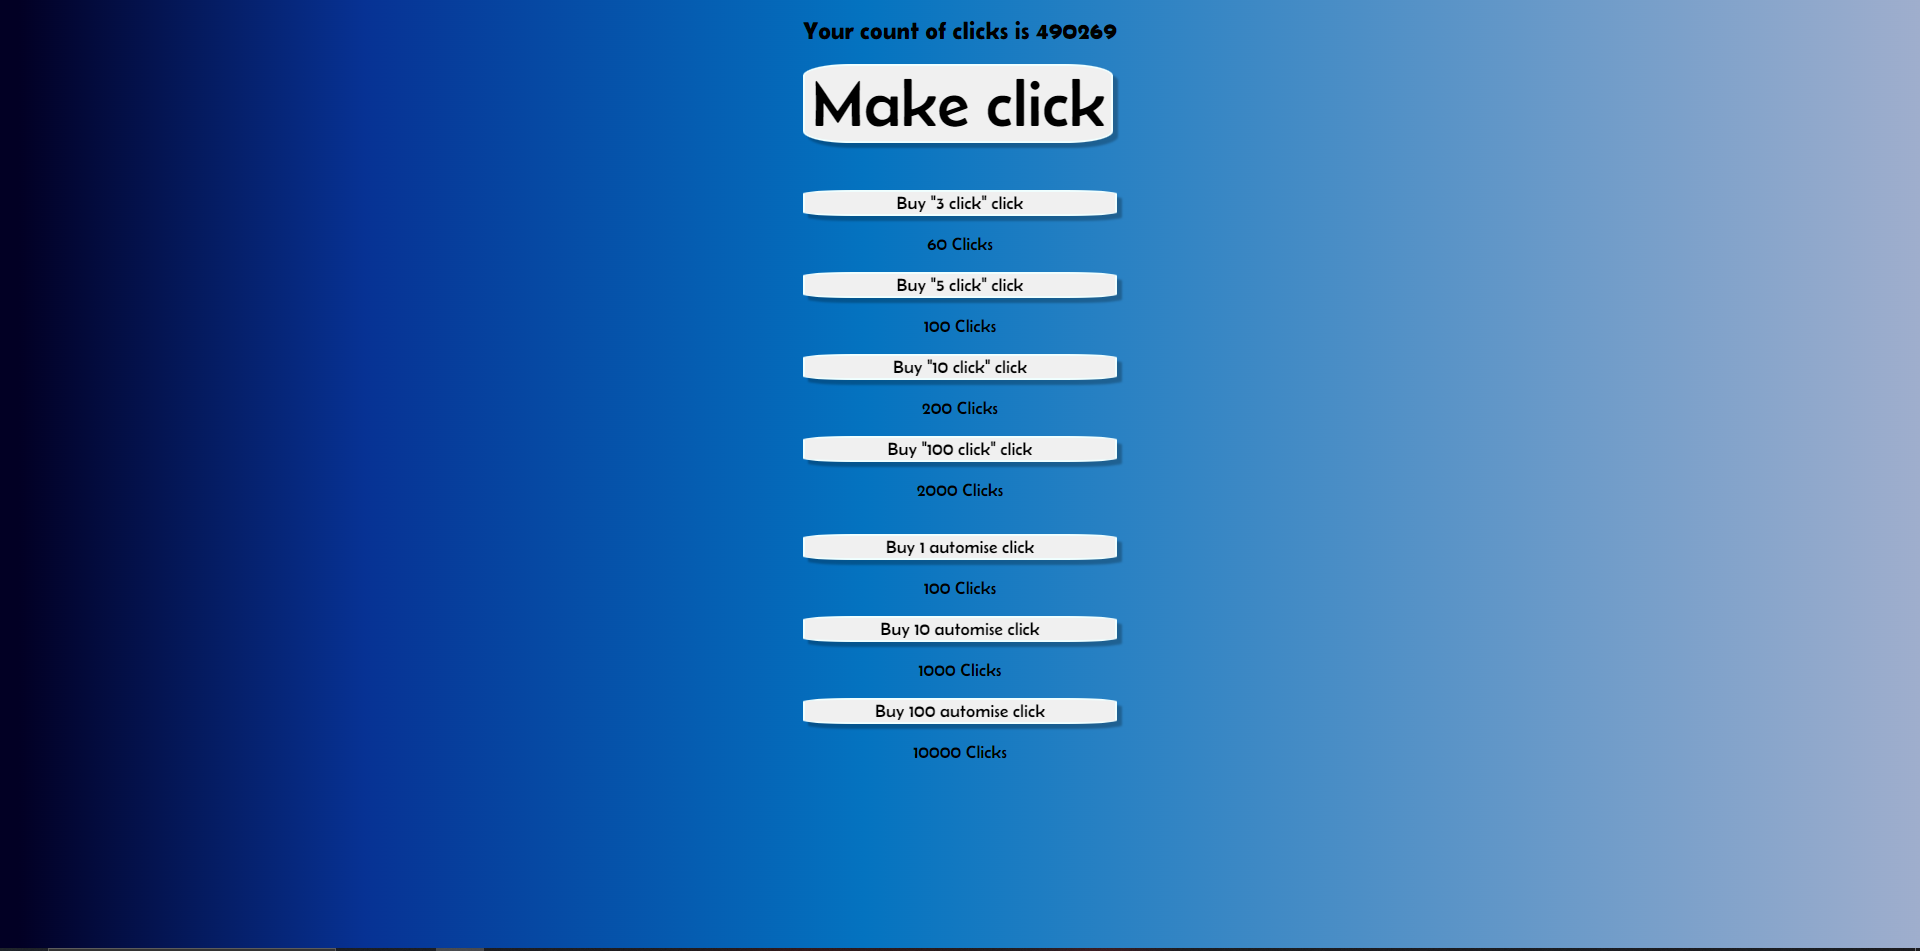 Your count of clicks is 490269
Make click
Buy "3 click" click
60 Clicks
Buy "5 click" click
100 Clicks
Buy "10 click" click
200 Clicks
Buy "100 click" click
2000 Clicks
Buy 1 automise click
100 Clicks
Buy 10 automise click
1000 Clicks
Buy 100 automise click
10000 Clicks